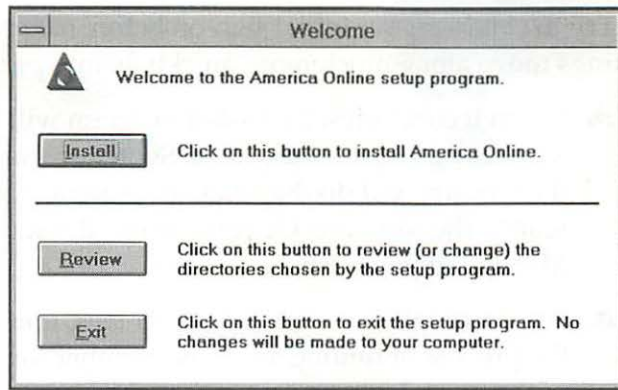 Welcome
Welcome to the America Online setup program.
Install
Click on this button to install America Online.
Review
Click on this button to review (or change) the
directories chosen by the setup program.
Exit
Click on this button to exit the setup program. No
changes will be made to your computer.